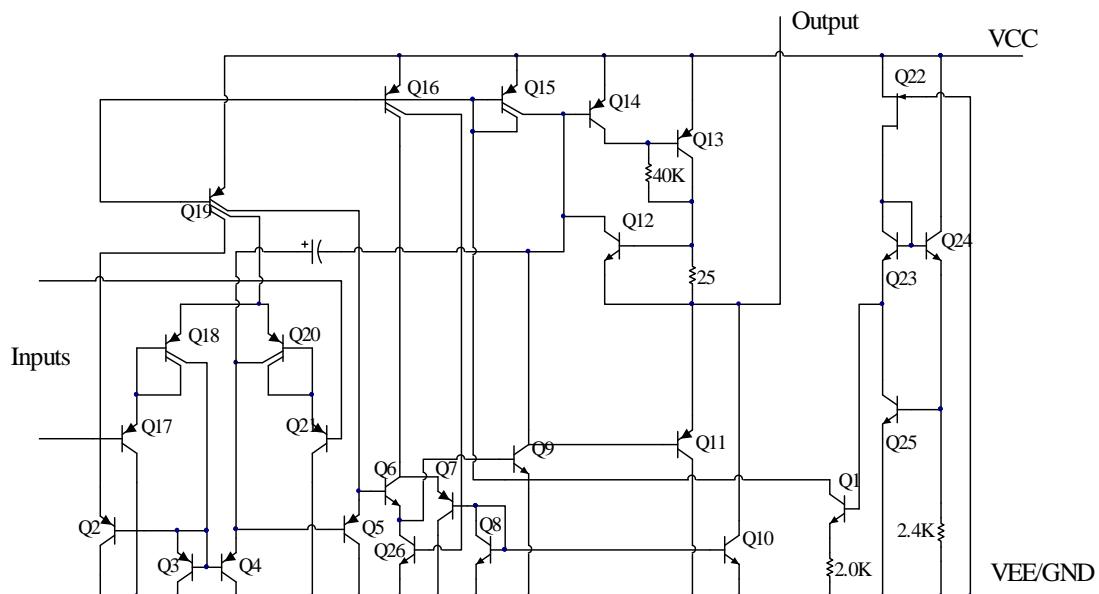 Output
VCC
Q22
Q16
Q15
Q14
Q13
40K
Q19
Q12
Q24
+
Q23
25
Q18
Q20
Inputs
Q17
Q21
Q25
Q9
Q11
Q6
Q7
Q1
Q2
Q5
Q8
Q10
2.4K
Q26
Q3
Q4
2.0K
VEE/GND